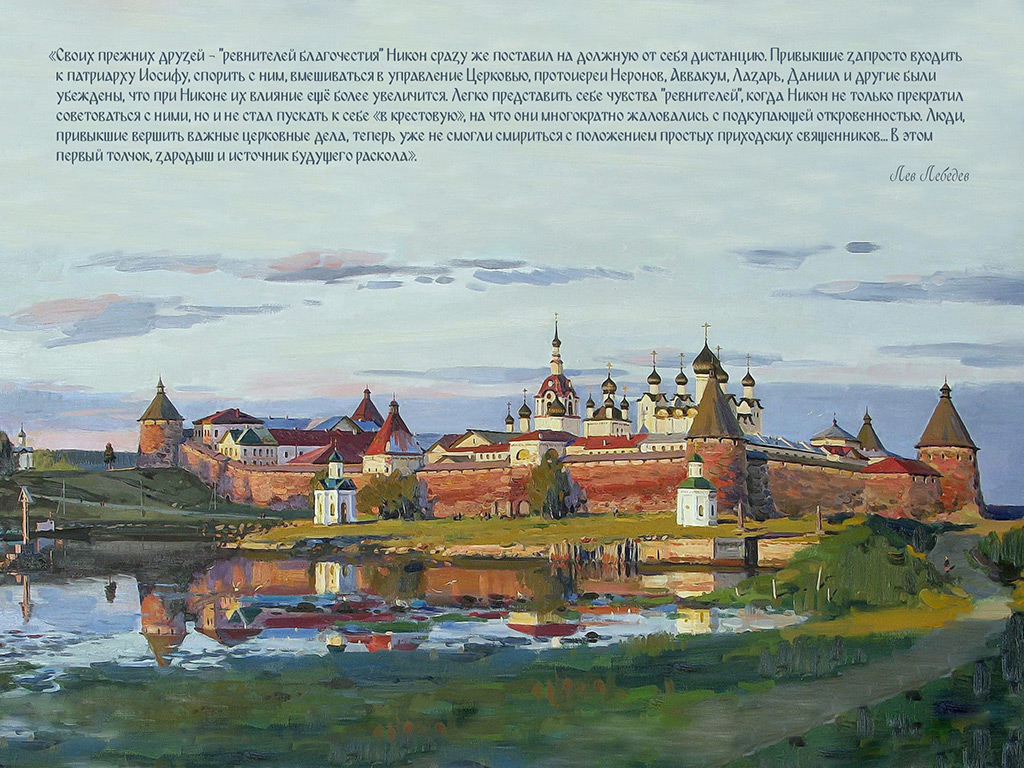 «Своих прежних друзей - "ревнителей благочестия" Никон сразу же поставил на должную от себя дистанцию. Привыкшие запросто входить
к патриарху Иосифу, спорить с ним, вмешиваться в управление Церковью, протоиереи Неронов, Аввакум, Лазарь, Даниил и другие были
убеждены, что при Никоне их влияние ещё более увеличится. Легко представить себе чувства "ревнителей", когда Никон не только прекратил
советоваться с ними, но и не стал пускать к себе «в крестовую», на что они многократно жаловались с подкупающей откровенностью. Люди,
привыкшие вершить важные церковные дела, теперь уже не смогли смириться с положением простых приходских священников... В этом
первый толчок, зародыш и источник будущего раскола».
Лев Лебедев